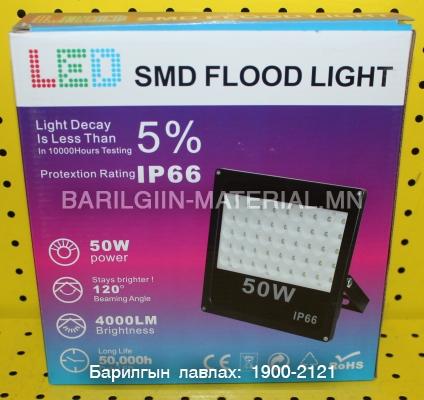 LED SMD FLOOD LIGHT
Light Decay
Is Less Than
In 10000Hours Testing
5%
Protextion Rating IP66
BARILGIIN-MATERIAL.MN
50W
power
Stays brighter !
120°
Beaming Angle
4000LM
Brightness
Long Life
50,000h
50W
IP66
CE
RoHS
Барилгын лавлах: 1900-2121